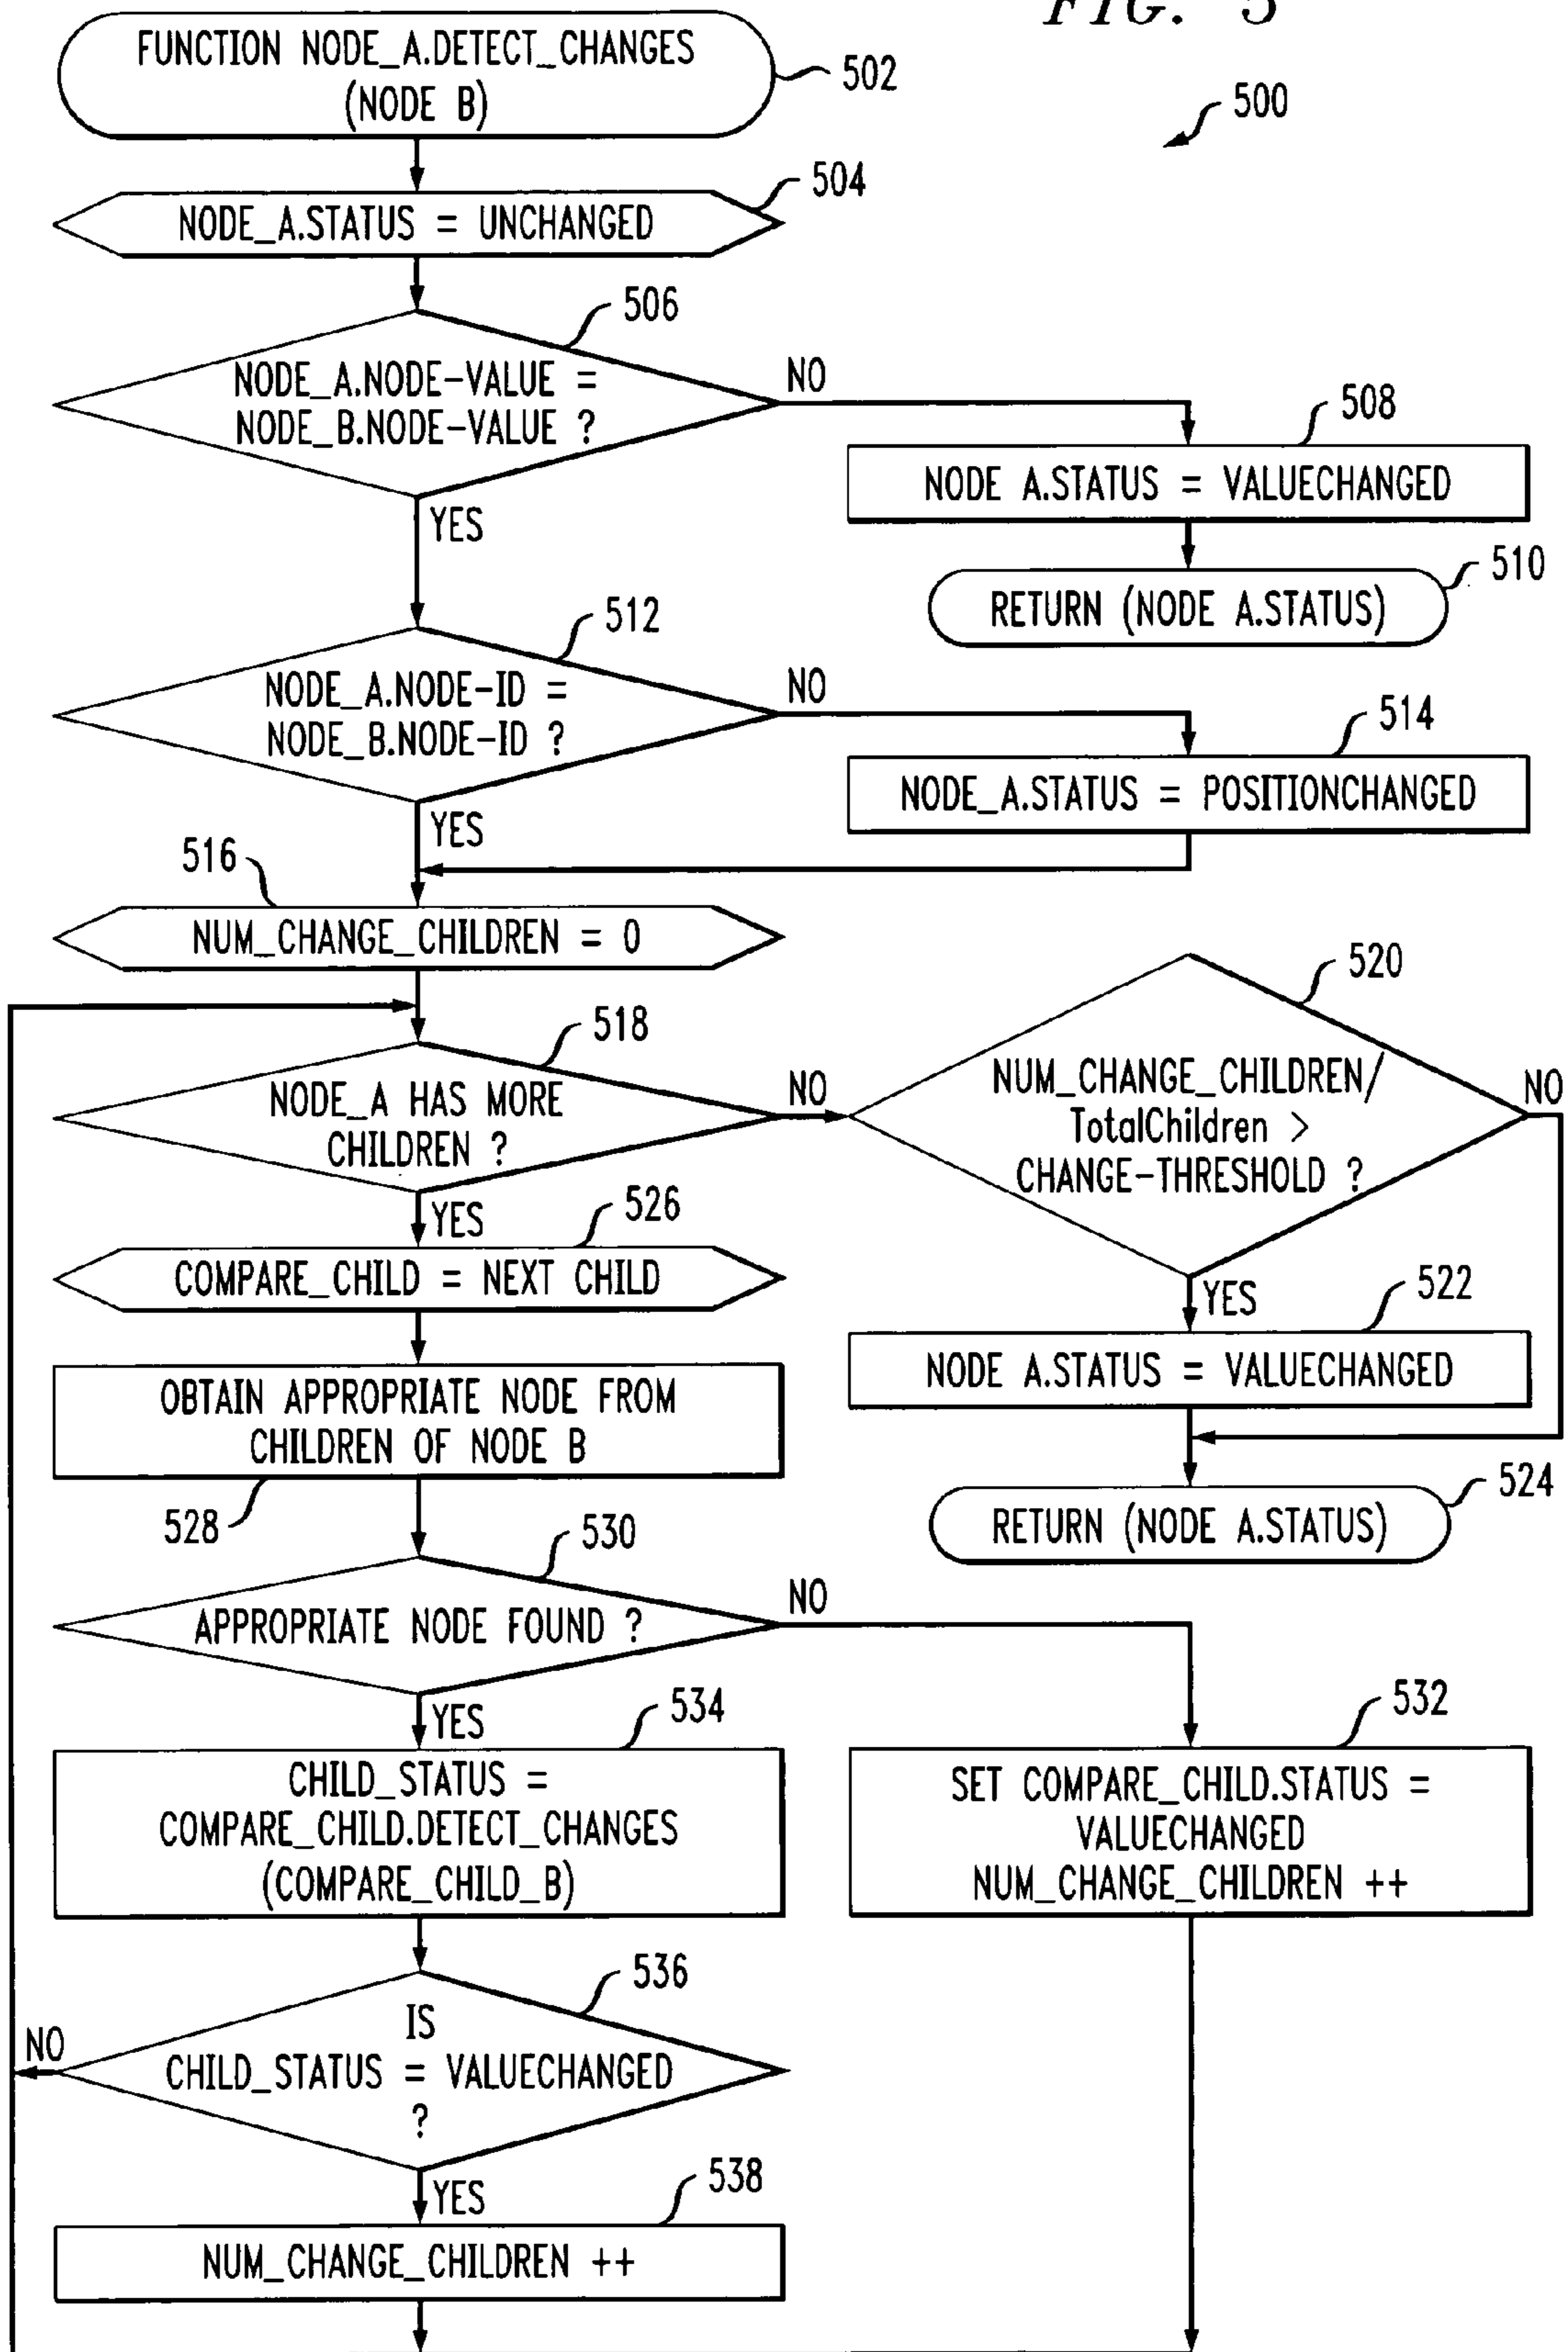 FIG. 5
FUNCTION NODE_A.DETECT_CHANGES
(NODE B)
502
500
504
NODE_A.STATUS = UNCHANGED
506
NODE_A.NODE-VALUE =
NODE_B.NODE-VALUE ?
NO
508
NODE A.STATUS = VALUECHANGED
YES
510
RETURN (NODE A.STATUS)
512
NODE_A.NODE-ID =
NODE_B.NODE-ID ?
NO
514
NODE_A.STATUS = POSITIONCHANGED
YES
516
NUM_CHANGE_CHILDREN = 0
518
NODE_A HAS MORE
CHILDREN ?
NO
520
NUM_CHANGE_CHILDREN/
TotalChildren >
CHANGE-THRESHOLD ?
NO
YES
526
COMPARE_CHILD = NEXT CHILD
YES
522
NODE A.STATUS = VALUECHANGED
OBTAIN APPROPRIATE NODE FROM
CHILDREN OF NODE B
528
524
RETURN (NODE A.STATUS)
530
APPROPRIATE NODE FOUND ?
NO
YES
534
CHILD_STATUS =
COMPARE_CHILD.DETECT_CHANGES
(COMPARE_CHILD_B)
532
SET COMPARE_CHILD.STATUS =
VALUECHANGED
NUM_CHANGE_CHILDREN ++
536
IS
CHILD_STATUS = VALUECHANGED
?
NO
YES
538
NUM_CHANGE_CHILDREN ++